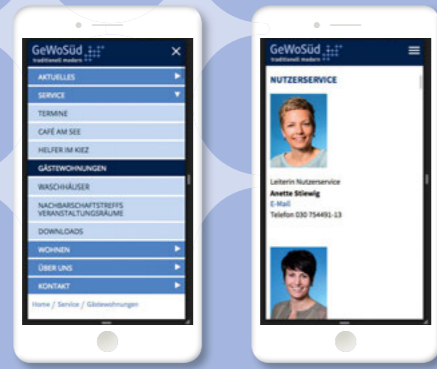 GeWoSüd
traditionell modern
AKTUELLES
SERVICE
TERMINE
CAFÉ AM SEE
HELFER IM KIEZ
GÄSTEWOHNUNGEN
WASCHHÄUSER
NACHBARSCHAFTSTREFFS
VERANSTALTUNGSRÄUME
DOWNLOADS
WOHNEN
ÜBER UNS
KONTAKT
Home / Service / Gästewohnungen
GeWoSüd
traditionell modern
NUTZERSERVICE
Leiterin Nutzerservice
Anette Stiewig
E-Mail
Telefon 030 754491-13